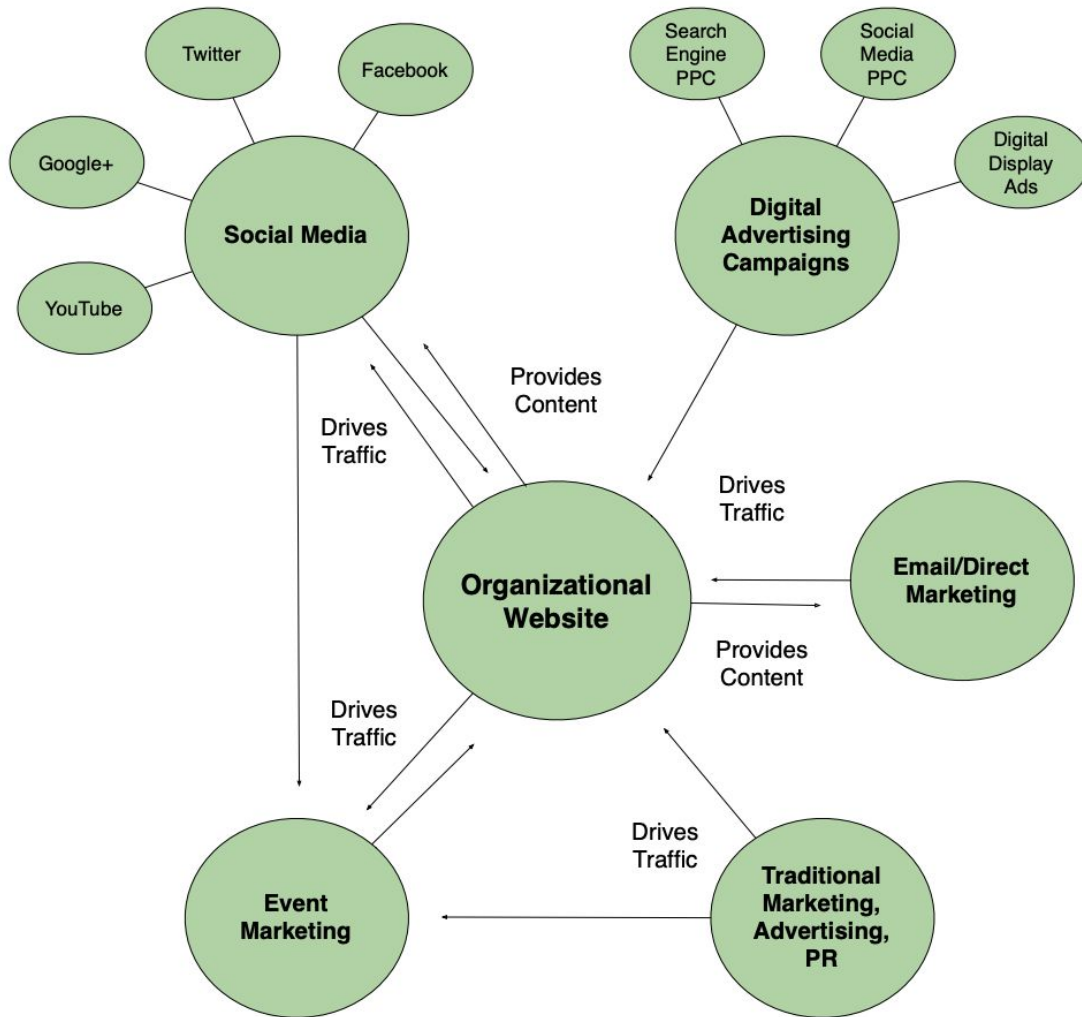 Twitter
Facebook
Google+
Social Media
YouTube
Search
Engine
PPC
Social
Media
PPC
Digital
Display
Ads
Digital
Advertising
Campaigns
Provides
Content
Drives
Traffic
Drives
Traffic
Organizational
Website
Email/Direct
Marketing
Provides
Content
Drives
Traffic
Drives
Traffic
Event
Marketing
Traditional
Marketing,
Advertising,
PR